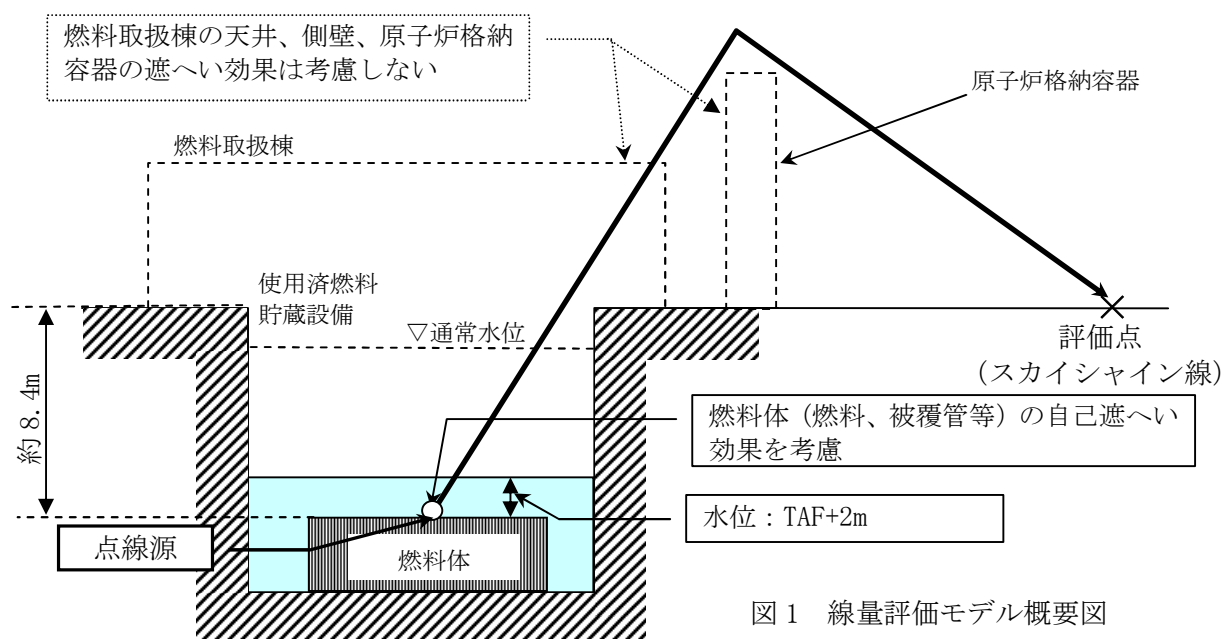 燃料取扱棟の天井、側壁、原子炉格納
容器の遮へい効果は考慮しない
原子炉格納容器
燃料取扱棟
使用済燃料
貯蔵設備
▽通常水位
評価点
(スカイシャイン線)
約8.4m
燃料体(燃料、被覆管等)の自己遮へい
効果を考慮
水位:TAF+2m
点線源
燃料体
図1 線量評価モデル概要図